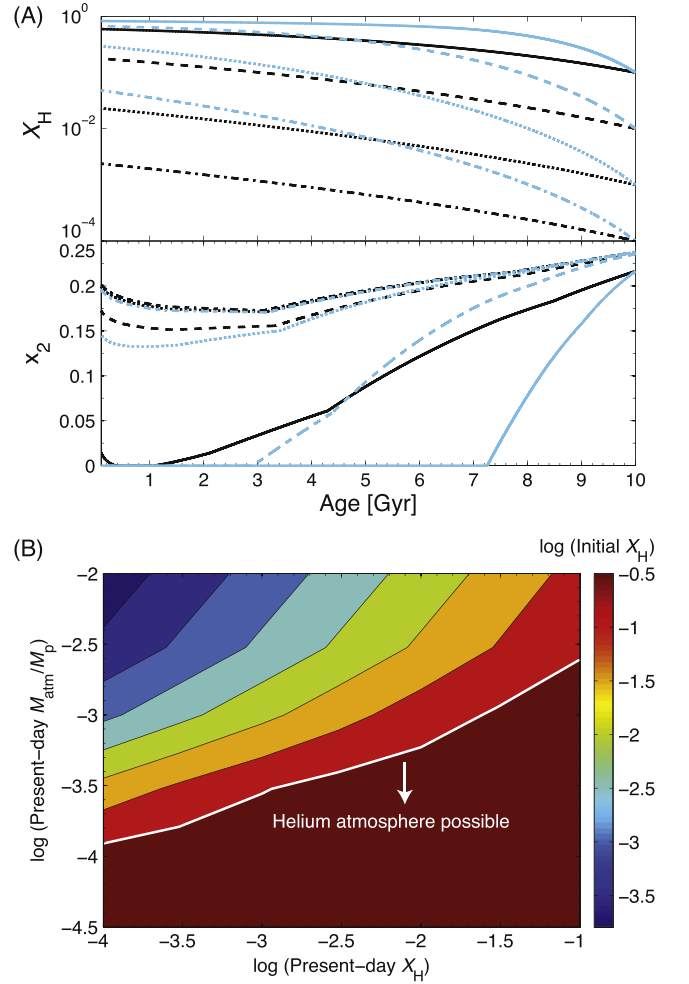 (A)
10^0
10^-2
10^-4
X_H
0.25
0.2
0.15
0.1
0.05
0
x_2
1 2 3 4 5 6 7 8 9 10
Age [Gyr]
(B)
log (Initial X_H)
-2
-2.5
-3
-3.5
-4
-4.5
log (Present-day M_atm/M_p)
Helium atmosphere possible
-4 -3.5 -3 -2.5 -2 -1.5 -1
log (Present-day X_H)
-0.5
-1
-1.5
-2
-2.5
-3
-3.5